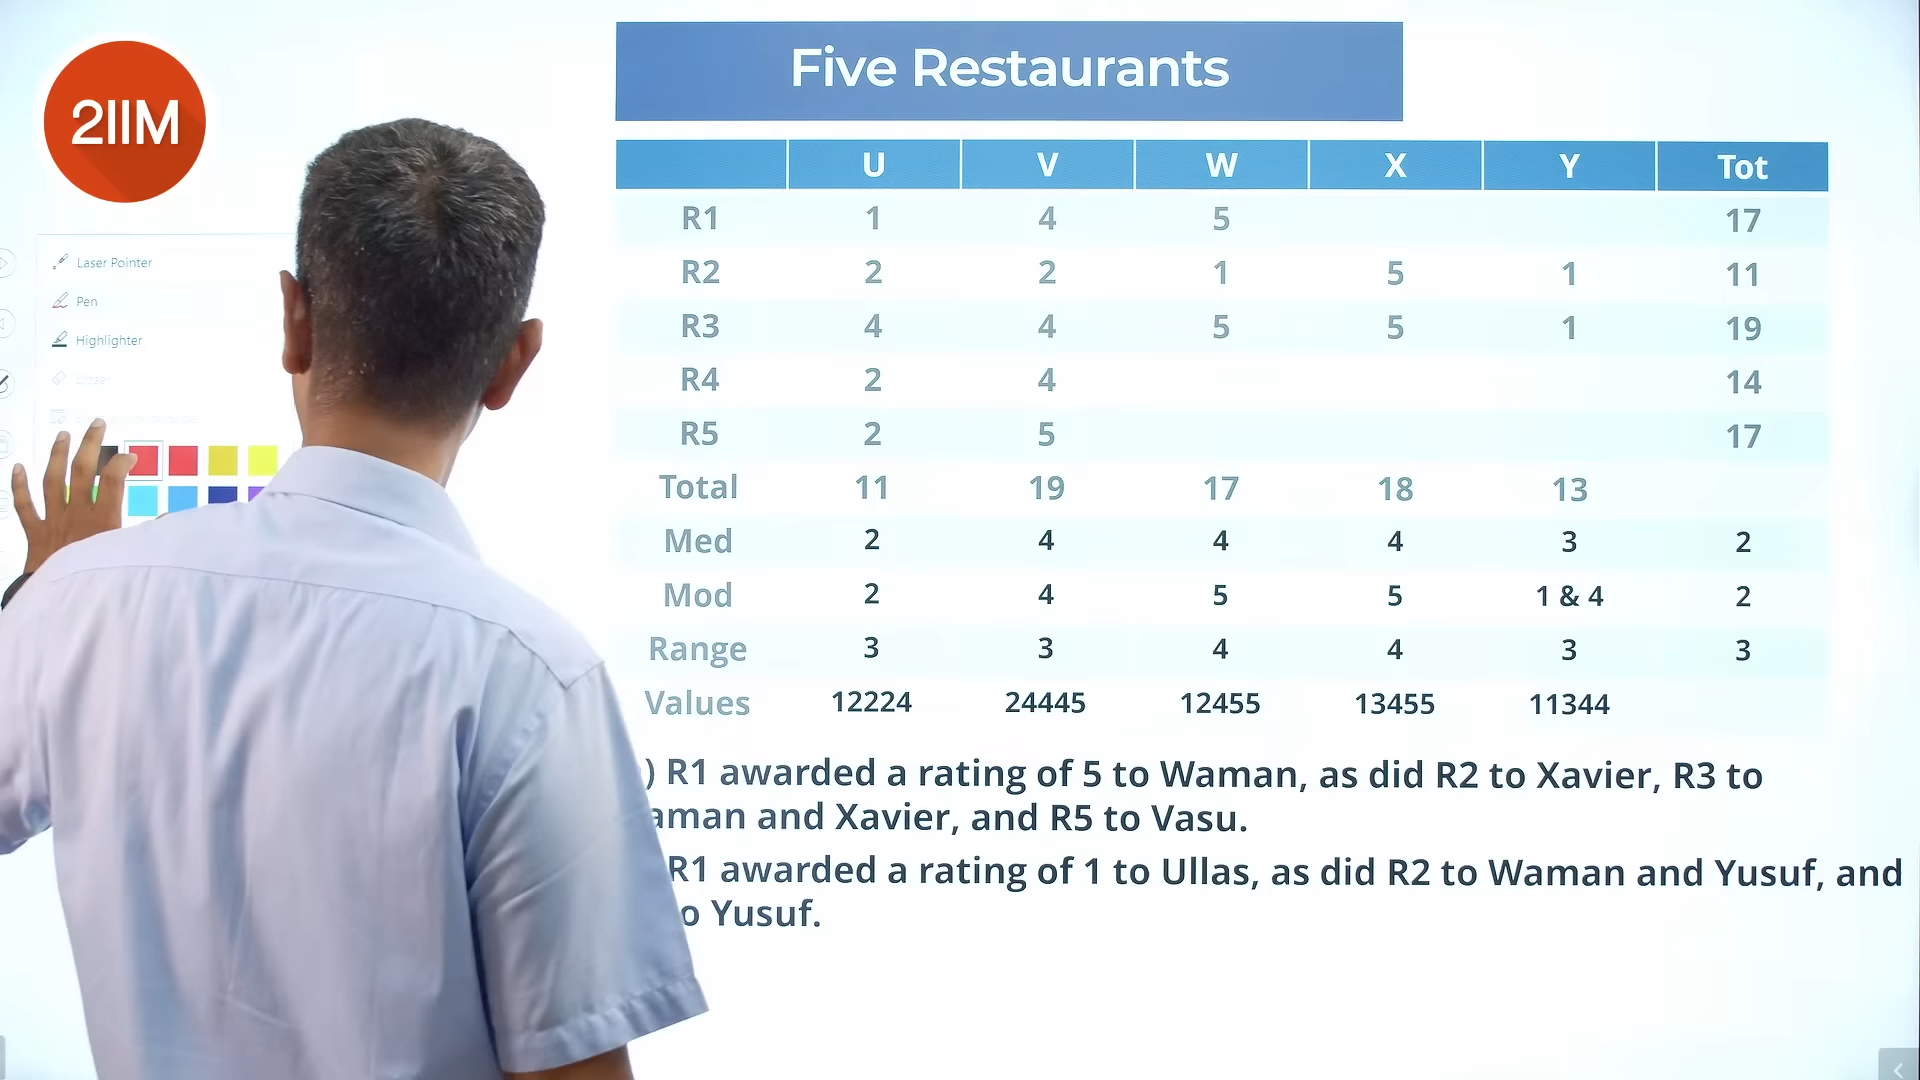 2IIM
Five Restaurants
U V W X Y Tot
R1 1 4 5 17
R2 2 2 1 5 1 11
R3 4 4 5 5 1 19
R4 2 4 14
R5 2 5 17
Total 11 19 17 18 13
Med 2 4 4 4 3 2
Mod 2 4 5 5 1 & 4 2
Range 3 3 4 4 3 3
Values 12224 24445 12455 13455 11344
Laser Pointer
Pen
Highlighter
) R1 awarded a rating of 5 to Waman, as did R2 to Xavier, R3 to
aman and Xavier, and R5 to Vasu.
R1 awarded a rating of 1 to Ullas, as did R2 to Waman and Yusuf, and
o Yusuf.